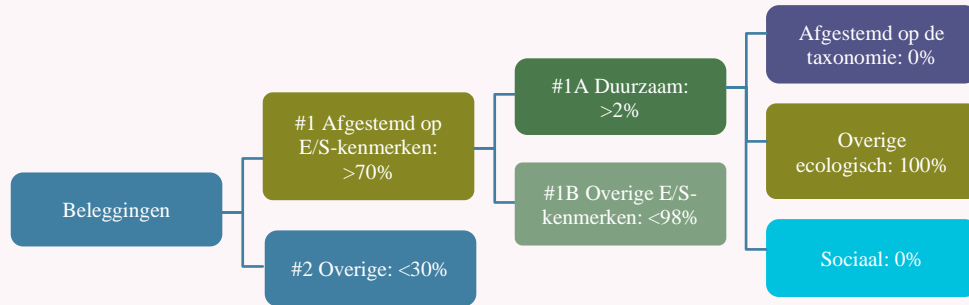 Beleggingen
#1 Afgestemd op
E/S-kenmerken:
>70%
#2 Overige: <30%
#1A Duurzaam:
>2%
#1B Overige E/S-
kenmerken: <98%
Afgestemd op de
taxonomie: 0%
Overige
ecologisch: 100%
Sociaal: 0%